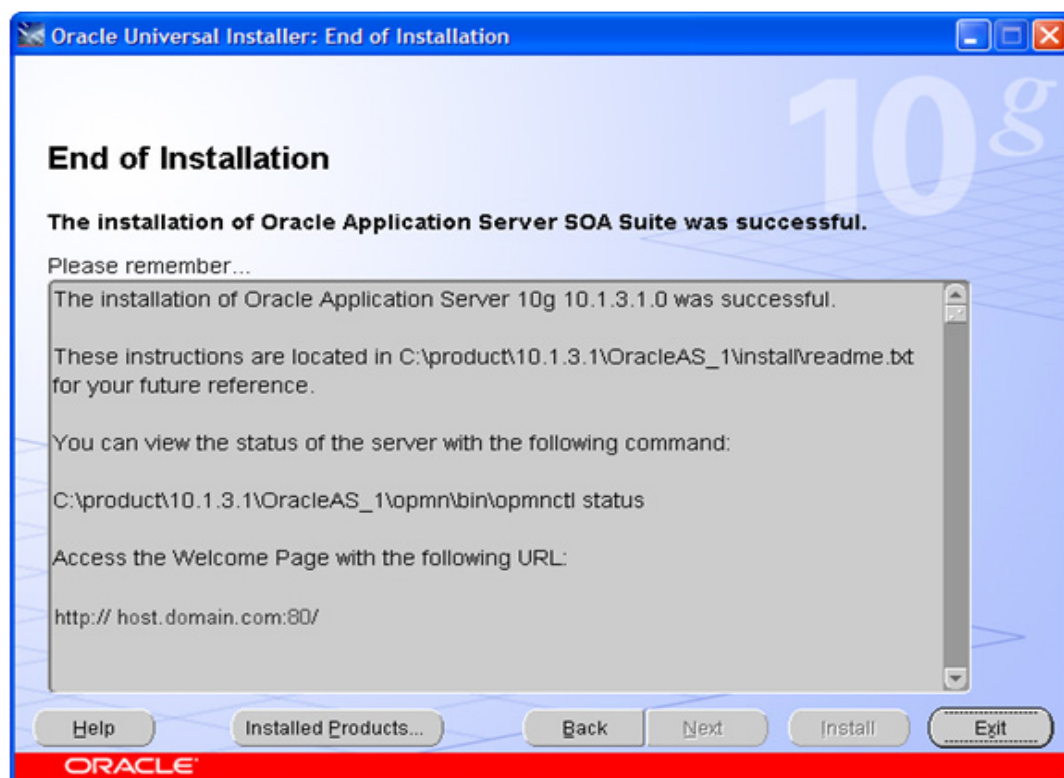 Oracle Universal Installer: End of Installation
10g
End of Installation
The installation of Oracle Application Server SOA Suite was successful.
Please remember...
The installation of Oracle Application Server 10g 10.1.3.1.0 was successful.
These instructions are located in C:\product\10.1.3.1\OracleAS_1\install\readme.txt
for your future reference.
You can view the status of the server with the following command:
C:\product\10.1.3.1\OracleAS_1\opmn\bin\opmnctl status
Access the Welcome Page with the following URL:
http:// host.domain.com:80/
Help Installed Products... Back Next Install Exit
ORACLE